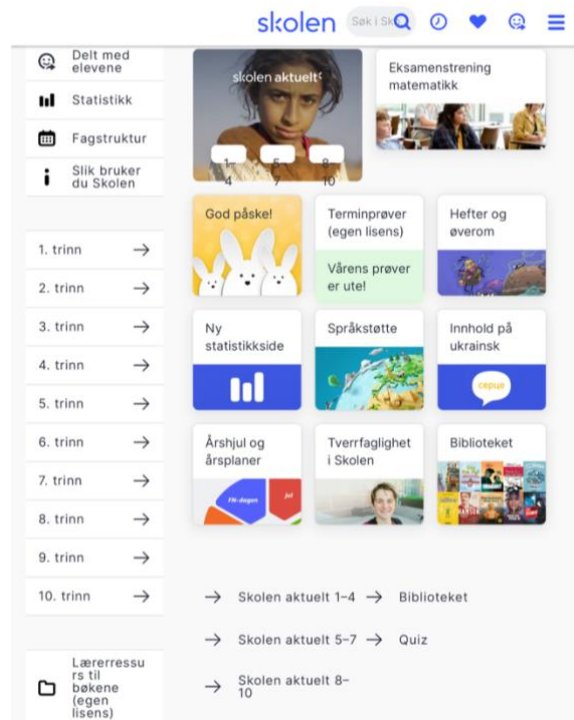 skolen
Søk i Sk
Delt med
elevene
Statistikk
Fagstruktur
Slik bruker
du Skolen
1. trinn
2. trinn
3. trinn
4. trinn
5. trinn
6. trinn
7. trinn
8. trinn
9. trinn
10. trinn
Lærerressu
rs til
bøkene
(egen
lisens)
skolen aktuelt
1–
4
5–
7
8–
10
Eksamenstrening
matematikk
God påske!
Terminprøver
(egen lisens)
Vårens prøver
er ute!
Hefter og
øverom
Ny
statistikkside
Språkstøtte
Innhold på
ukrainsk
Årshjul og
årsplaner
FN-dagen
Jul
Tverrfaglighet
i Skolen
Biblioteket
Skolen aktuelt 1–4
Biblioteket
Skolen aktuelt 5–7
Quiz
Skolen aktuelt 8–
10